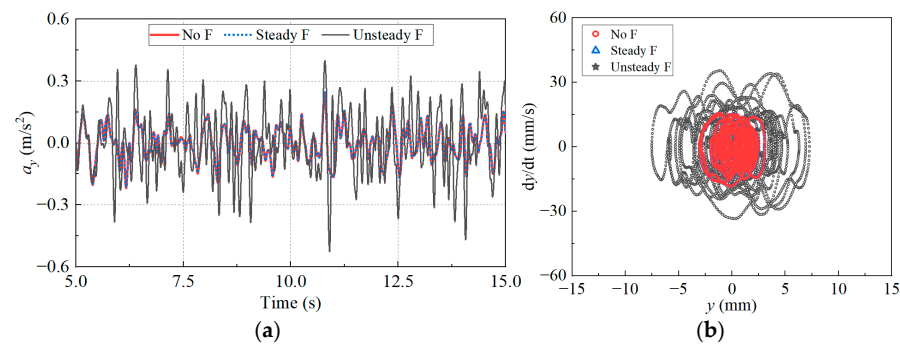 No F Steady F Unsteady F
0.6
0.3
0.0
−0.3
−0.6
a_y (m/s²)
5.0 7.5 10.0 12.5 15.0
Time (s)
(a)
No F
Steady F
Unsteady F
60
30
0
−30
−60
dy/dt (mm/s)
−15 −10 −5 0 5 10 15
y (mm)
(b)